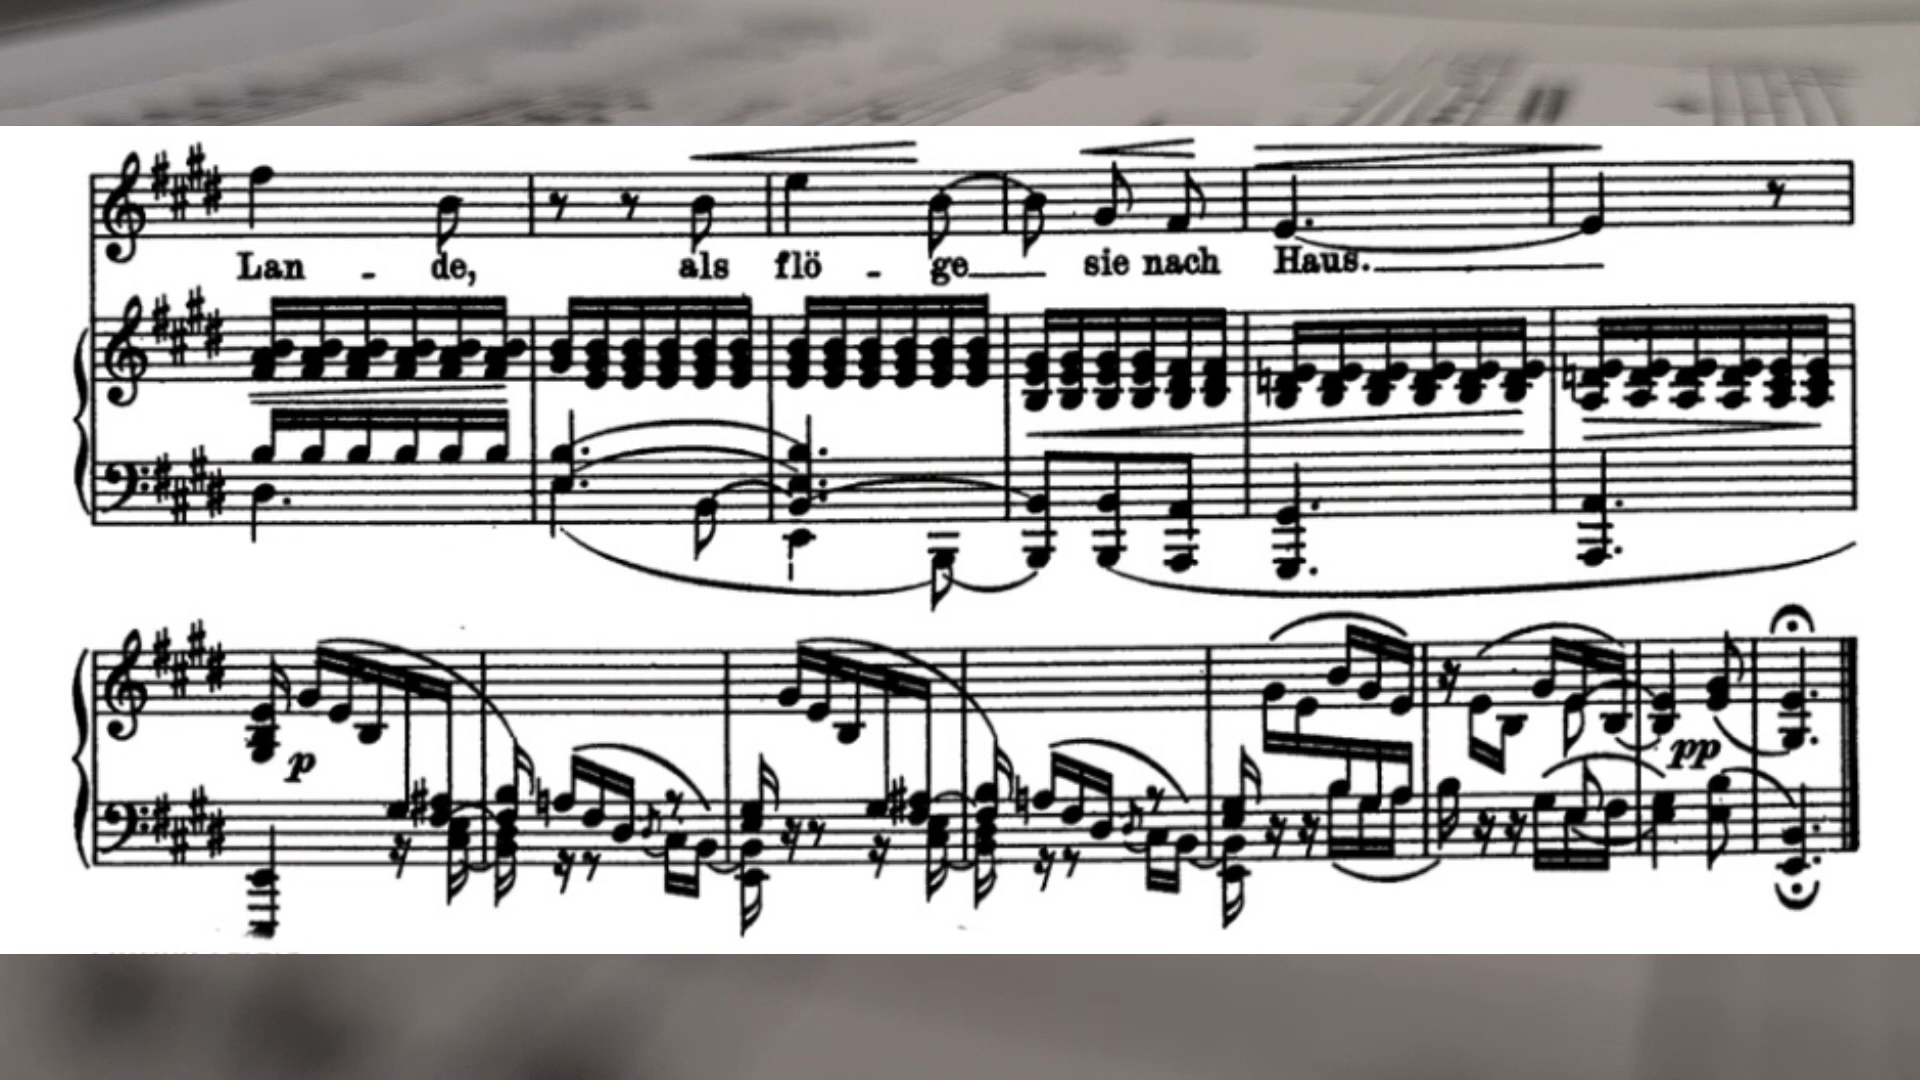 Lan - de, als flö - ge sie nach Haus.
p pp